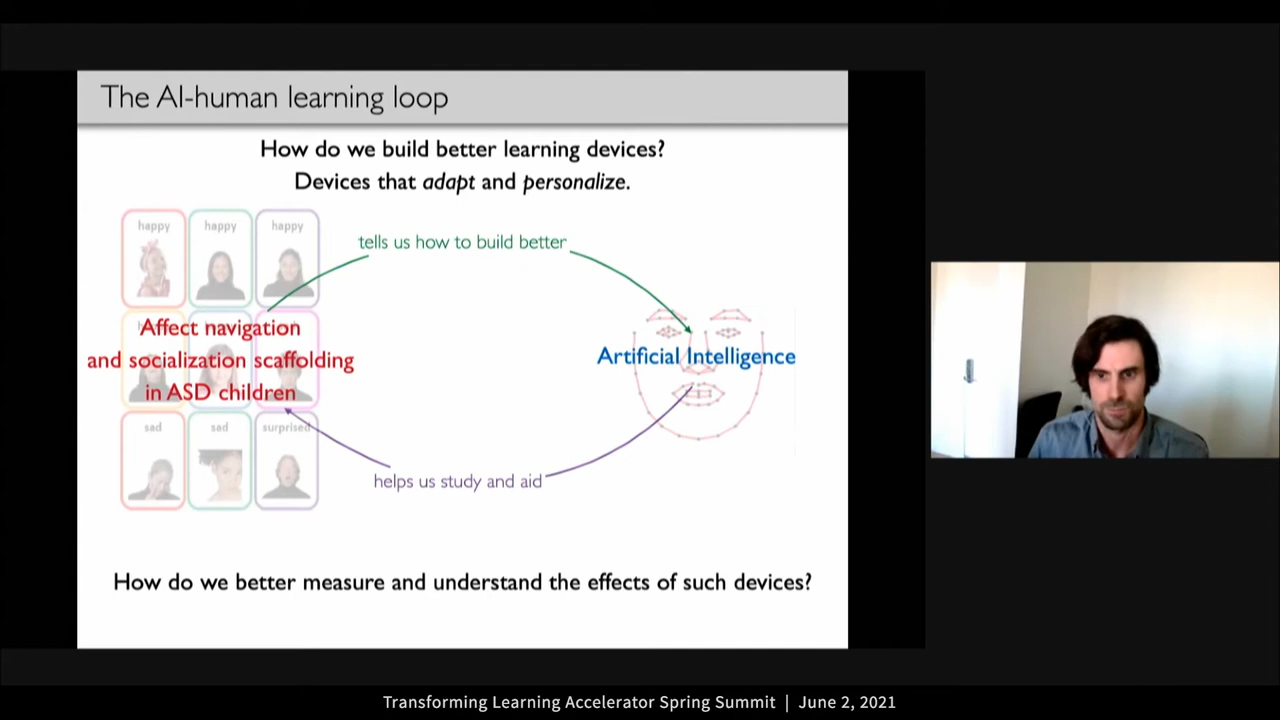 The AI-human learning loop
How do we build better learning devices?
Devices that adapt and personalize.
happy
happy
happy
tells us how to build better
Affect navigation
and socialization scaffolding
in ASD children
Artificial Intelligence
sad
sad
surprised
helps us study and aid
How do we better measure and understand the effects of such devices?
Transforming Learning Accelerator Spring Summit | June 2, 2021